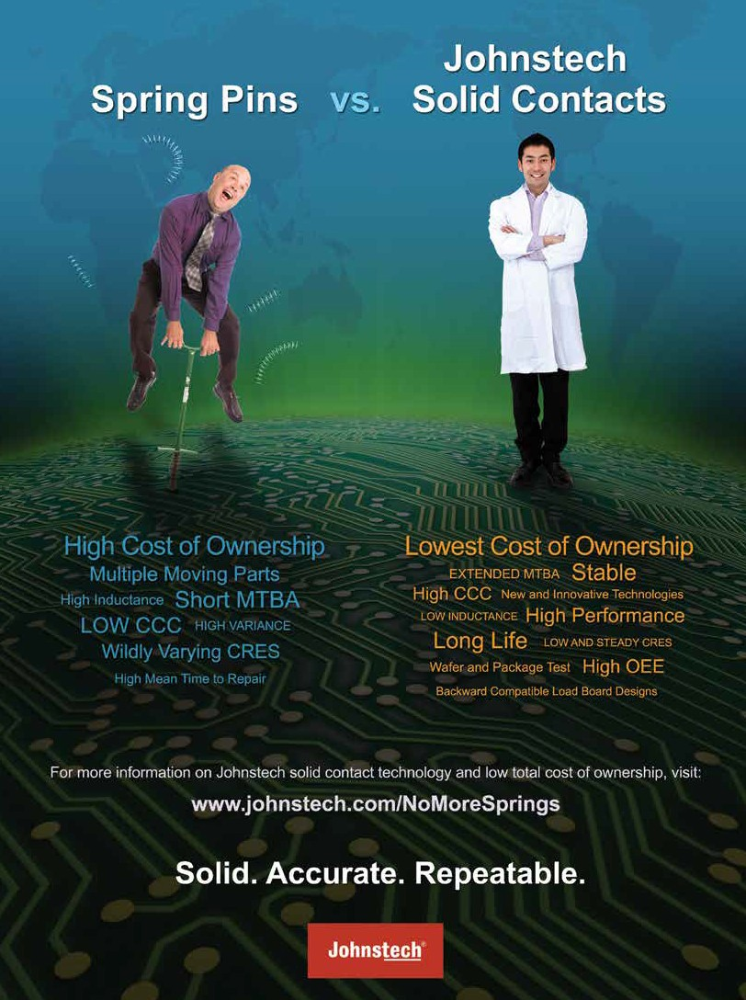 Spring Pins vs. Johnstech
Solid Contacts
High Cost of Ownership
Multiple Moving Parts
High Inductance Short MTBA
LOW CCC HIGH VARIANCE
Wildly Varying CRES
High Mean Time to Repair
Lowest Cost of Ownership
EXTENDED MTBA Stable
High CCC New and Innovative Technologies
LOW INDUCTANCE High Performance
Long Life LOW AND STEADY CRES
Wafer and Package Test High OEE
Backward Compatible Load Board Designs
For more information on Johnstech solid contact technology and low total cost of ownership, visit:
www.johnstech.com/NoMoreSprings
Solid. Accurate. Repeatable.
Johnstech®